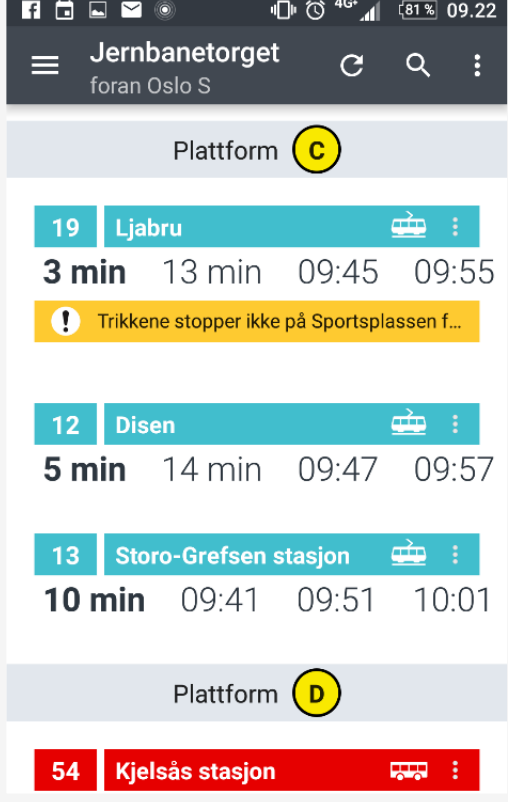 4G+ 81% 09.22
Jernbanetorget
foran Oslo S
Plattform C
19 Ljabru
3 min 13 min 09:45 09:55
! Trikkene stopper ikke på Sportsplassen f...
12 Disen
5 min 14 min 09:47 09:57
13 Storo-Grefsen stasjon
10 min 09:41 09:51 10:01
Plattform D
54 Kjelsås stasjon